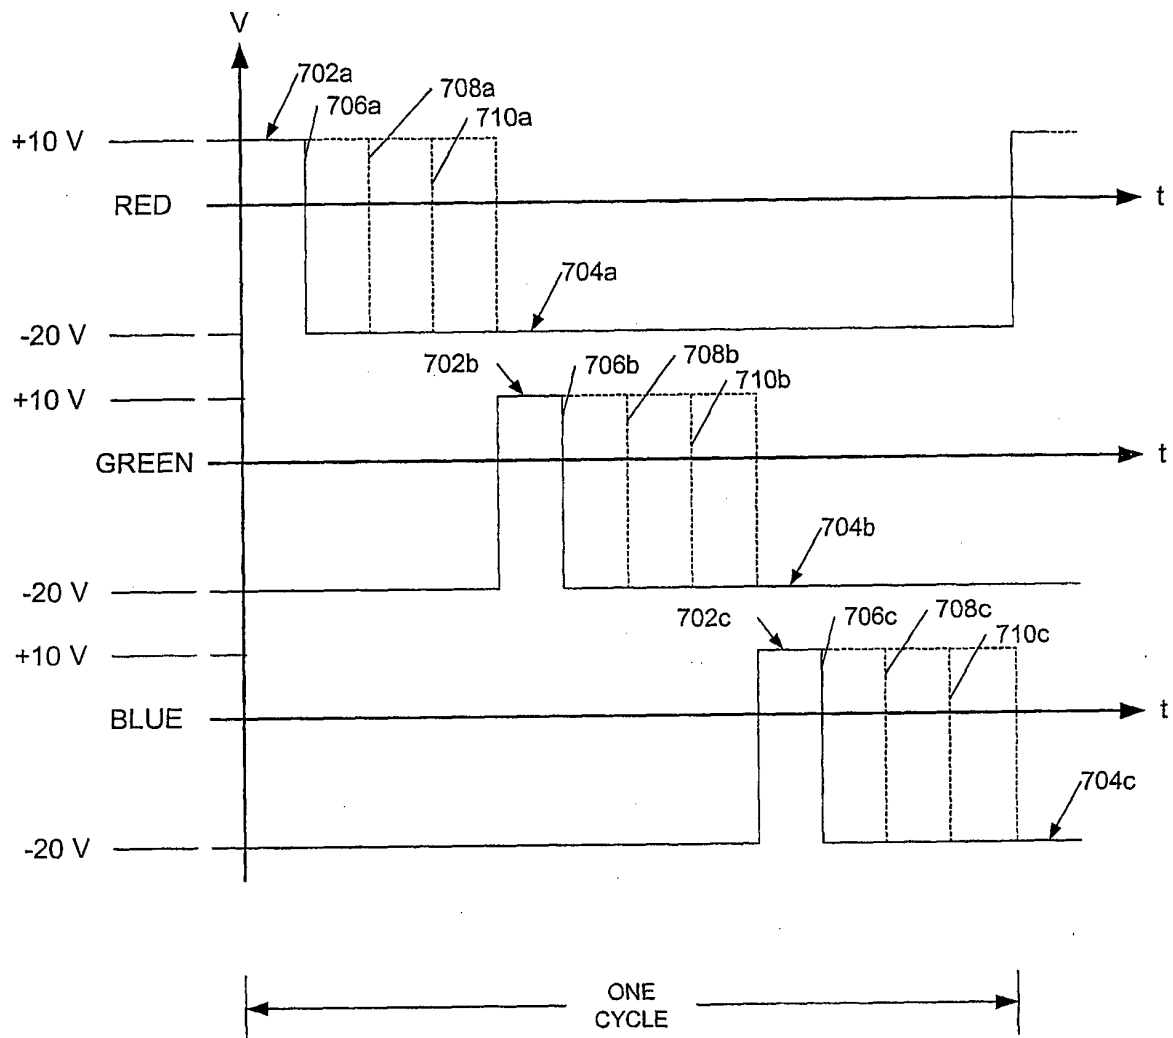 V
702a
708a
706a
710a
+10 V
RED
t
704a
-20 V
702b
706b
708b
710b
+10 V
GREEN
t
704b
-20 V
702c
706c
708c
710c
+10 V
BLUE
t
704c
-20 V
ONE
CYCLE